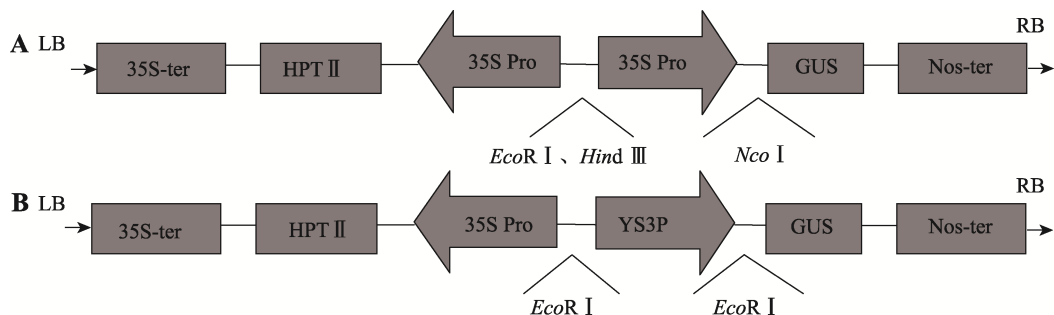 A LB RB
35S-ter HPT Ⅱ 35S Pro 35S Pro GUS Nos-ter
EcoR Ⅰ 、Hind Ⅲ Nco Ⅰ
B LB RB
35S-ter HPT Ⅱ 35S Pro YS3P GUS Nos-ter
EcoR Ⅰ EcoR Ⅰ